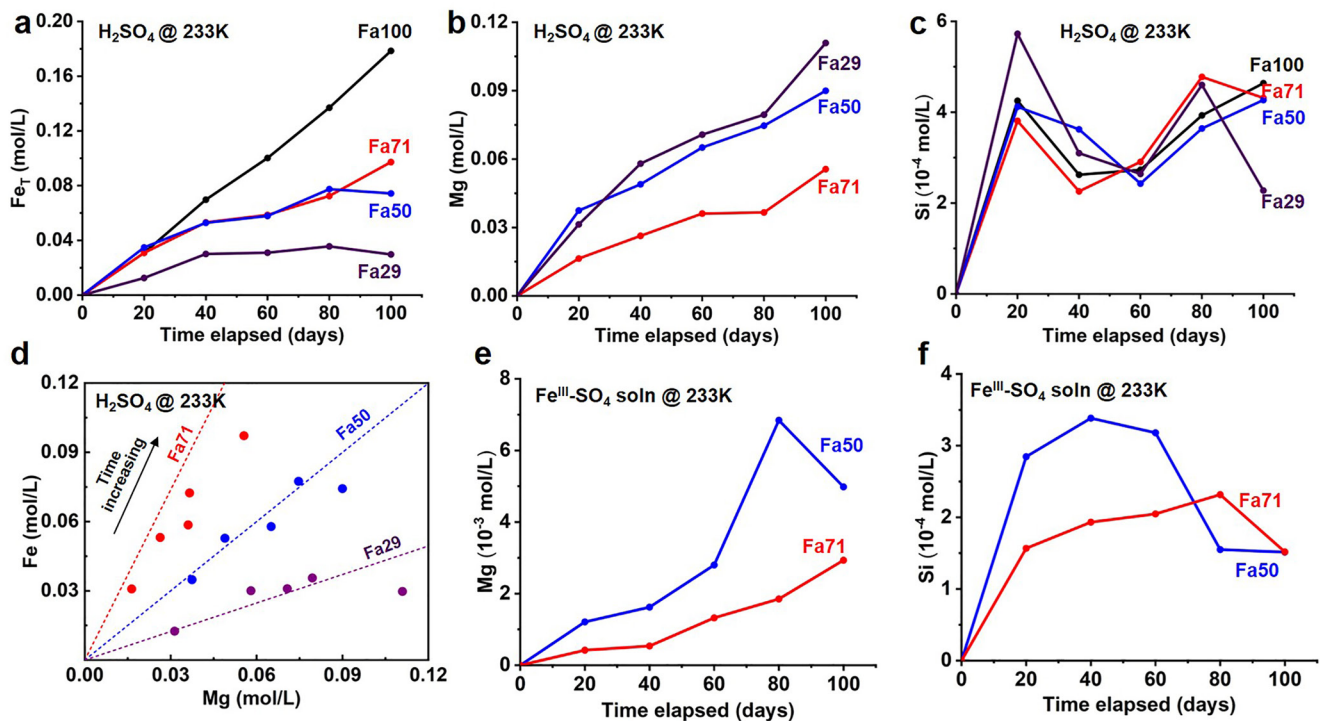 a
H₂SO₄ @ 233K
Fa100
Fa71
Fa50
Fa29
Fe_T (mol/L)
0.20
0.16
0.12
0.08
0.04
0.00
0 20 40 60 80 100
Time elapsed (days)
b
H₂SO₄ @ 233K
Fa29
Fa50
Fa71
Mg (mol/L)
0.12
0.09
0.06
0.03
0.00
0 20 40 60 80 100
Time elapsed (days)
c
H₂SO₄ @ 233K
Fa100
Fa71
Fa50
Fa29
Si (10⁻⁴ mol/L)
6
4
2
0
0 20 40 60 80 100
Time elapsed (days)
d
H₂SO₄ @ 233K
Time increasing
Fa71
Fa50
Fa29
Fe (mol/L)
0.12
0.09
0.06
0.03
0.00 0.03 0.06 0.09 0.12
Mg (mol/L)
e
Feᴵᴵᴵ-SO₄ soln @ 233K
Fa50
Fa71
Mg (10⁻³ mol/L)
8
6
4
2
0
0 20 40 60 80 100
Time elapsed (days)
f
Feᴵᴵᴵ-SO₄ soln @ 233K
Fa71
Fa50
Si (10⁻⁴ mol/L)
4
3
2
1
0
0 20 40 60 80 100
Time elapsed (days)